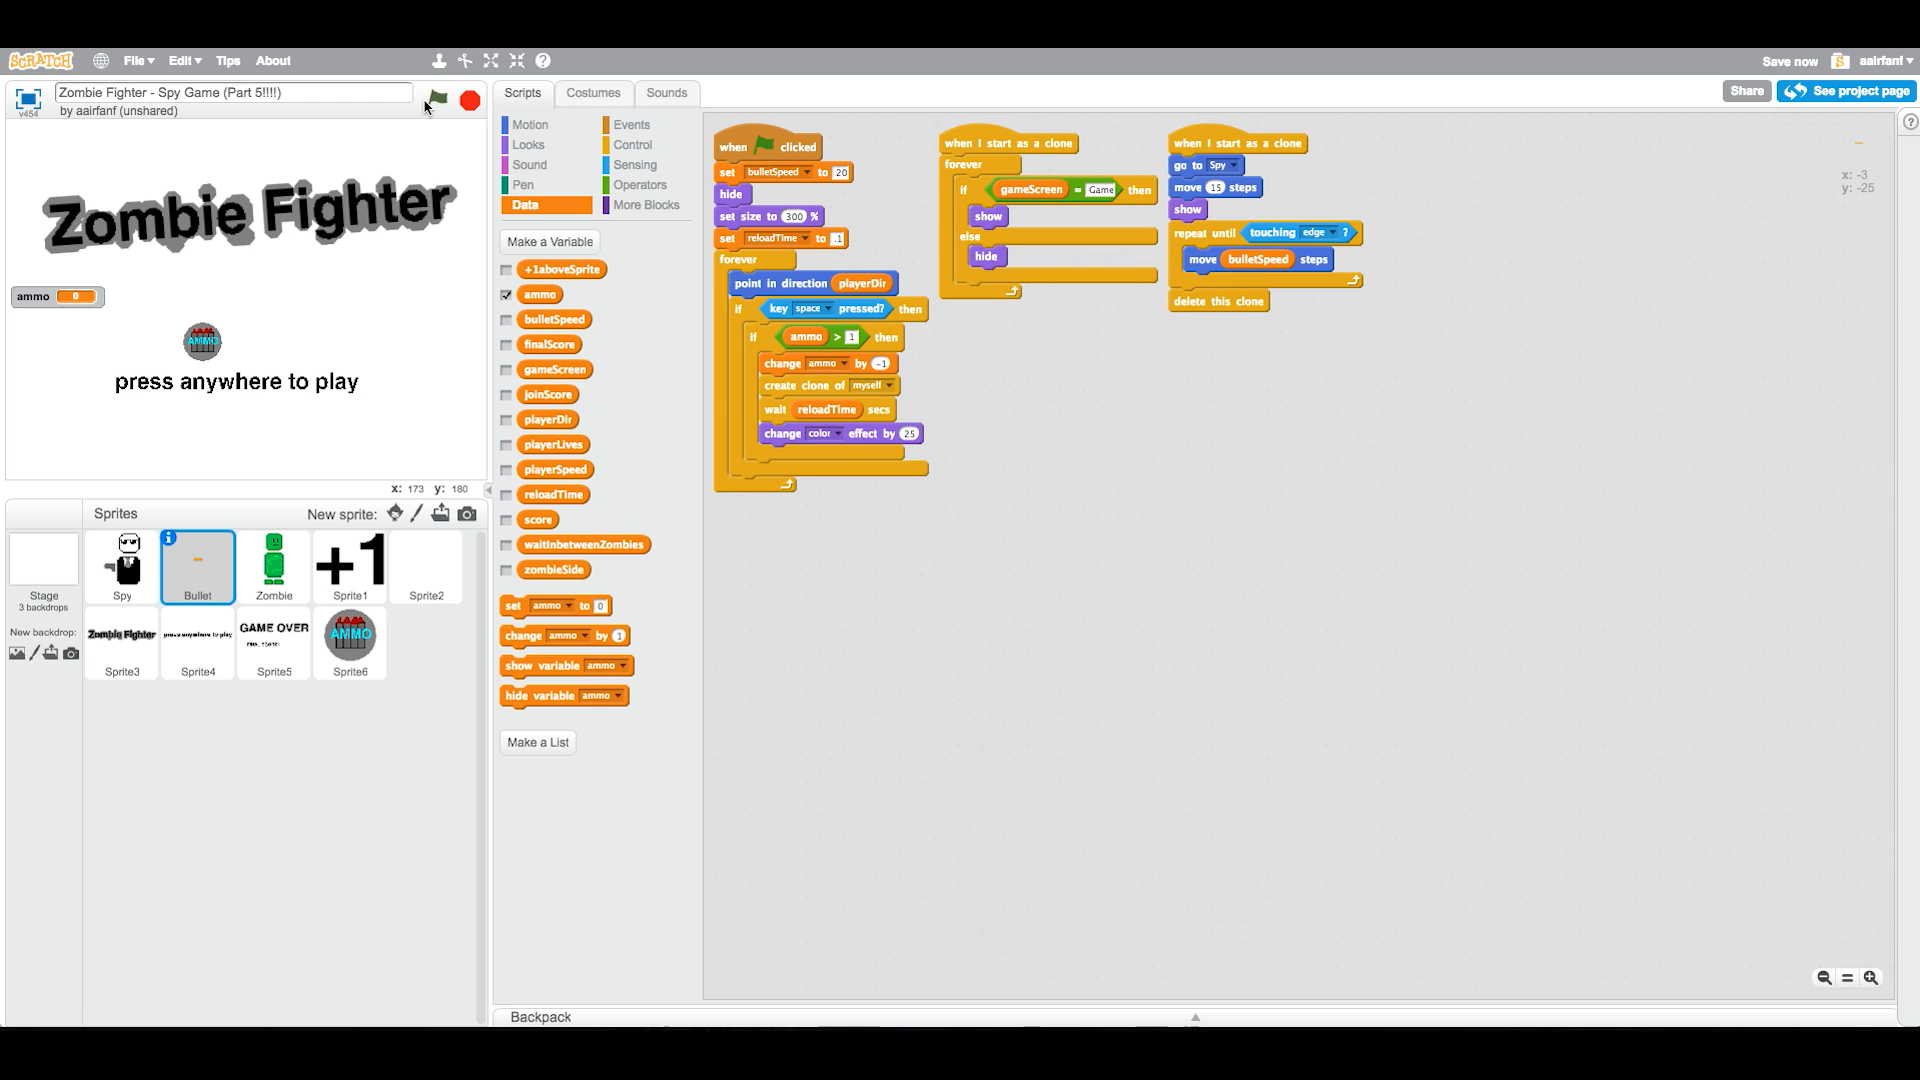 SCRATCH File Edit Tips About Save now aairfanf
v454 Zombie Fighter - Spy Game (Part 5!!!!)
by aairfanf (unshared)
Scripts Costumes Sounds
Share See project page
Zombie Fighter
ammo 0
AMMO
press anywhere to play
x: 173 y: 180
Motion Events
Looks Control
Sound Sensing
Pen Operators
Data More Blocks
Make a Variable
+1aboveSprite
ammo
bulletSpeed
finalScore
gameScreen
joinScore
playerDir
playerLives
playerSpeed
reloadTime
score
waitInbetweenZombies
zombieSide
set ammo to 0
change ammo by 1
show variable ammo
hide variable ammo
Make a List
when clicked
set bulletSpeed to 20
hide
set size to 300 %
set reloadTime to .1
forever
point in direction playerDir
if key space pressed? then
if ammo > 1 then
change ammo by -1
create clone of myself
wait reloadTime secs
change color effect by 25
when I start as a clone
forever
if gameScreen = Game then
show
else
hide
when I start as a clone
go to Spy
move 15 steps
show
repeat until touching edge ?
move bulletSpeed steps
delete this clone
x: -3
y: -25
Sprites New sprite:
Stage
3 backdrops
New backdrop:
Spy
Bullet
Zombie
+1
Sprite1
Sprite2
Zombie Fighter
Sprite3
press anywhere to play
Sprite4
GAME OVER
Sprite5
AMMO
Sprite6
Backpack